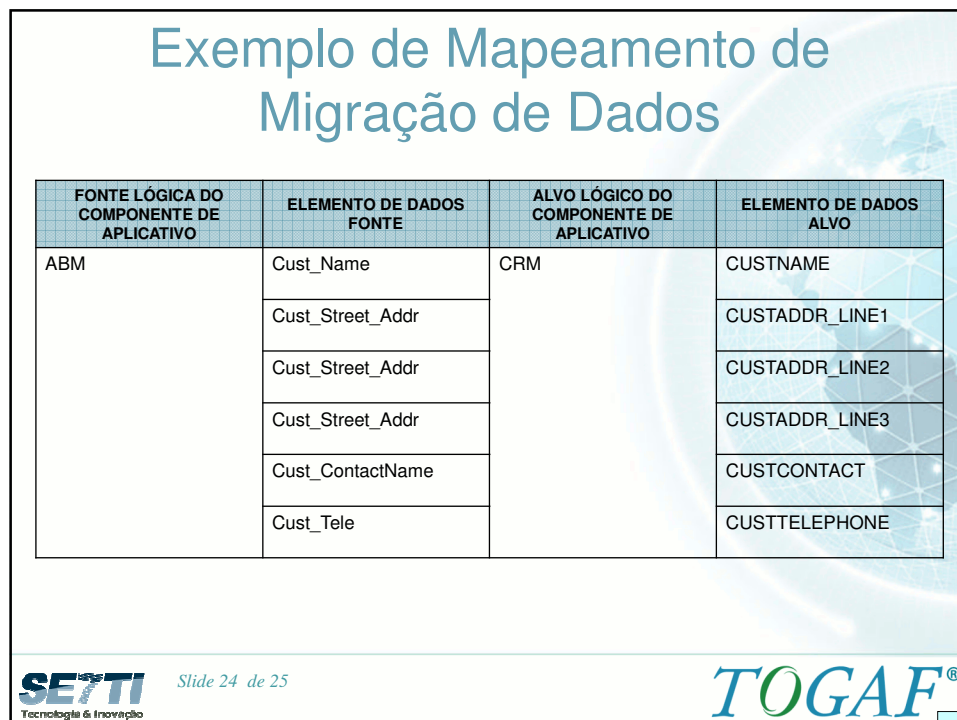 Exemplo de Mapeamento de
Migração de Dados
FONTE LÓGICA DO
COMPONENTE DE
APLICATIVO
ELEMENTO DE DADOS
FONTE
ALVO LÓGICO DO
COMPONENTE DE
APLICATIVO
ELEMENTO DE DADOS
ALVO
ABM
Cust_Name
CRM
CUSTNAME
Cust_Street_Addr
CUSTADDR_LINE1
Cust_Street_Addr
CUSTADDR_LINE2
Cust_Street_Addr
CUSTADDR_LINE3
Cust_ContactName
CUSTCONTACT
Cust_Tele
CUSTTELEPHONE
SETTI
Tecnologia & Inovação
Slide 24 de 25
TOGAF®